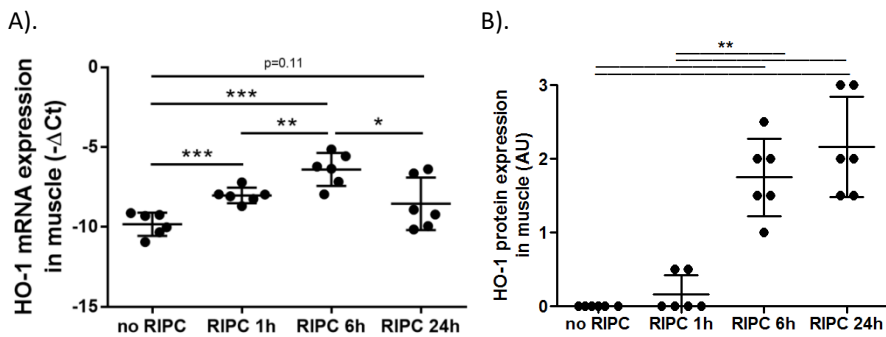 A).
HO-1 mRNA expression
in muscle (-ΔCt)
0
-5
-10
-15
p=0.11
***
**
*
***
no RIPC RIPC 1h RIPC 6h RIPC 24h
B).
HO-1 protein expression
in muscle (AU)
3
2
1
0
**
no RIPC RIPC 1h RIPC 6h RIPC 24h